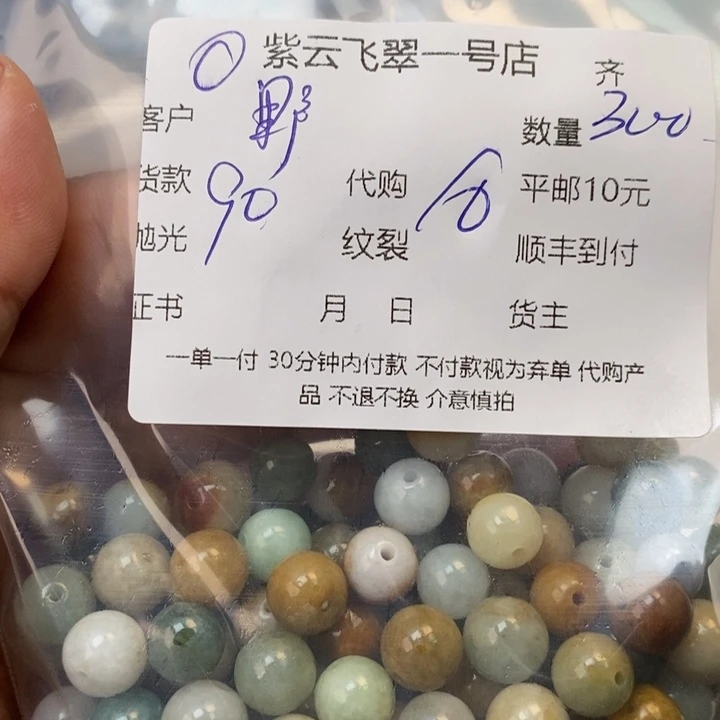 紫云飞翠一号店
齐
客户 野 数量 300
货款 90 代购 平邮10元
抛光 纹裂 顺丰到付
证书 月 日 货主
一单一付 30分钟内付款 不付款视为弃单 代购产
品 不退不换 介意慎拍